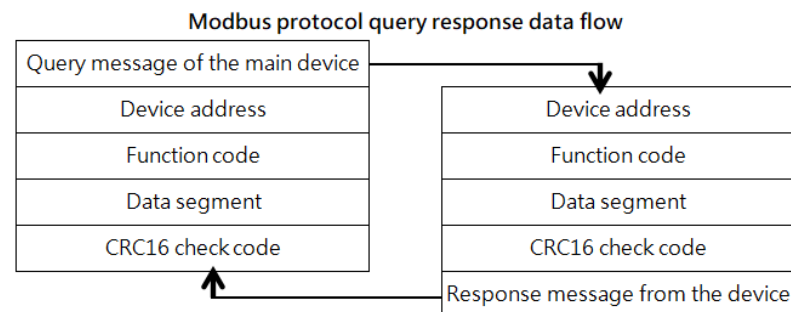 Modbus protocol query response data flow
Query message of the main device
Device address
Function code
Data segment
CRC16 check code
Device address
Function code
Data segment
CRC16 check code
Response message from the device